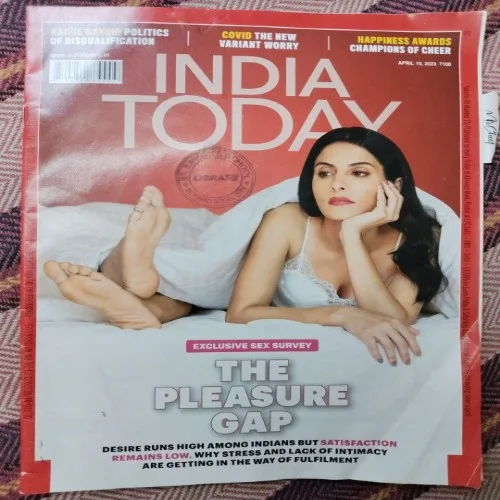 RAHUL GANDHI POLITICS
OF DISQUALIFICATION
COVID THE NEW
VARIANT WORRY
HAPPINESS AWARDS
CHAMPIONS OF CHEER
APRIL 10, 2023 ₹100
INDIA
TODAY
LIBRARY
EXCLUSIVE SEX SURVEY
THE
PLEASURE
GAP
DESIRE RUNS HIGH AMONG INDIANS BUT SATISFACTION
REMAINS LOW. WHY STRESS AND LACK OF INTIMACY
ARE GETTING IN THE WAY OF FULFILMENT